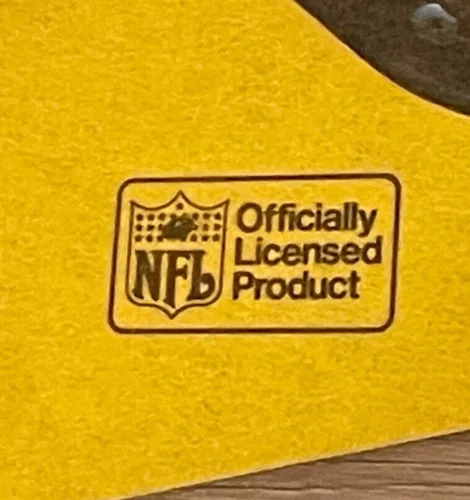 NFL
Officially
Licensed
Product